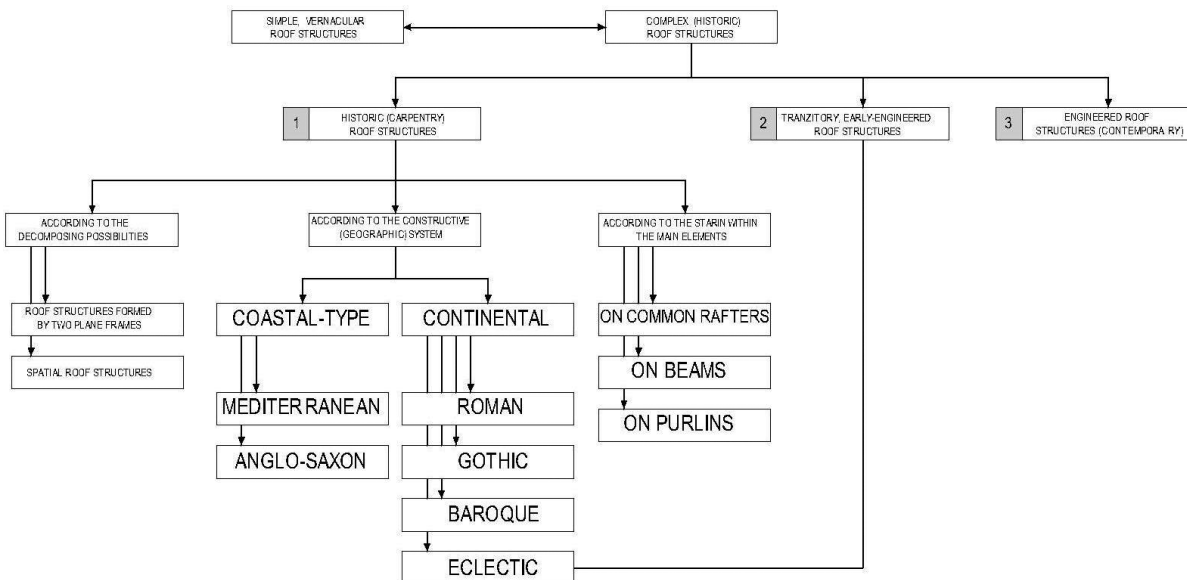 SIMPLE, VERNACULAR
ROOF STRUCTURES
COMPLEX (HISTORIC)
ROOF STRUCTURES
1
HISTORIC (CARPENTRY)
ROOF STRUCTURES
2
TRANZITORY, EARLY-ENGINEERED
ROOF STRUCTURES
3
ENGINEERED ROOF
STRUCTURES (CONTEMPORA RY)
ACCORDING TO THE
DECOMPOSING POSSIBILITIES
ACCORDING TO THE CONSTRUCTIVE
(GEOGRAPHIC) SYSTEM
ACCORDING TO THE STARIN WITHIN
THE MAIN ELEMENTS
ROOF STRUCTURES FORMED
BY TWO PLANE FRAMES
SPATIAL ROOF STRUCTURES
COASTAL-TYPE
MEDITER RANEAN
ANGLO-SAXON
CONTINENTAL
ROMAN
GOTHIC
BAROQUE
ECLECTIC
ON COMMON RAFTERS
ON BEAMS
ON PURLINS